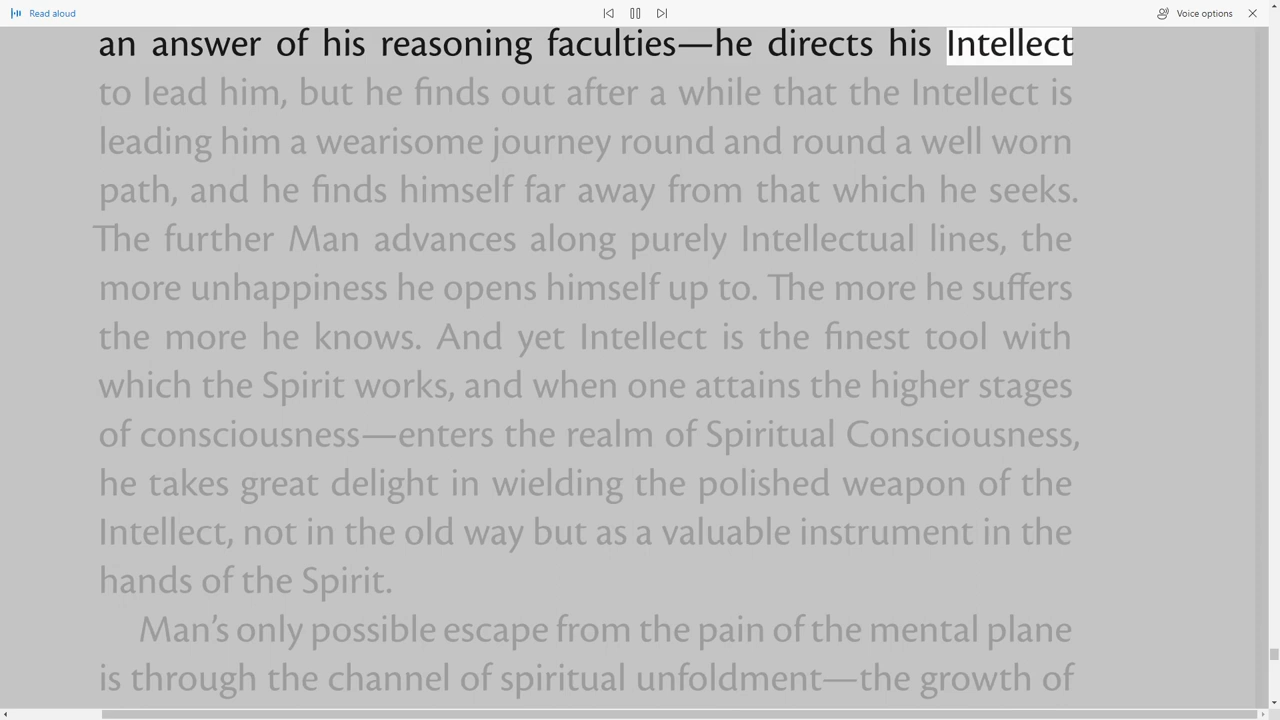 Read aloud
Voice options
an answer of his reasoning faculties—he directs his Intellect
to lead him, but he finds out after a while that the Intellect is
leading him a wearisome journey round and round a well worn
path, and he finds himself far away from that which he seeks.
The further Man advances along purely Intellectual lines, the
more unhappiness he opens himself up to. The more he suffers
the more he knows. And yet Intellect is the finest tool with
which the Spirit works, and when one attains the higher stages
of consciousness—enters the realm of Spiritual Consciousness,
he takes great delight in wielding the polished weapon of the
Intellect, not in the old way but as a valuable instrument in the
hands of the Spirit.
Man’s only possible escape from the pain of the mental plane
is through the channel of spiritual unfoldment—the growth of